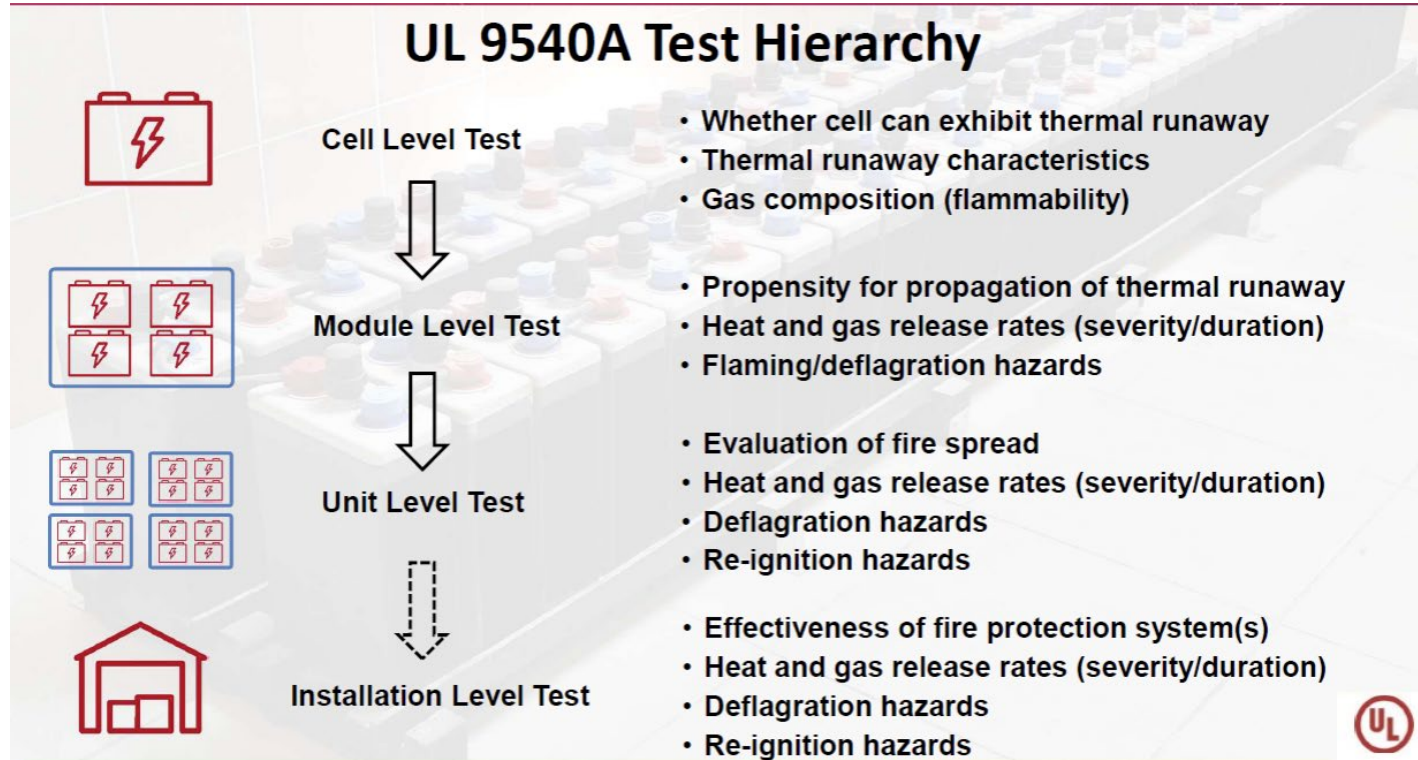 UL 9540A Test Hierarchy
Cell Level Test
• Whether cell can exhibit thermal runaway
• Thermal runaway characteristics
• Gas composition (flammability)
Module Level Test
• Propensity for propagation of thermal runaway
• Heat and gas release rates (severity/duration)
• Flaming/deflagration hazards
Unit Level Test
• Evaluation of fire spread
• Heat and gas release rates (severity/duration)
• Deflagration hazards
• Re-ignition hazards
Installation Level Test
• Effectiveness of fire protection system(s)
• Heat and gas release rates (severity/duration)
• Deflagration hazards
• Re-ignition hazards
UL